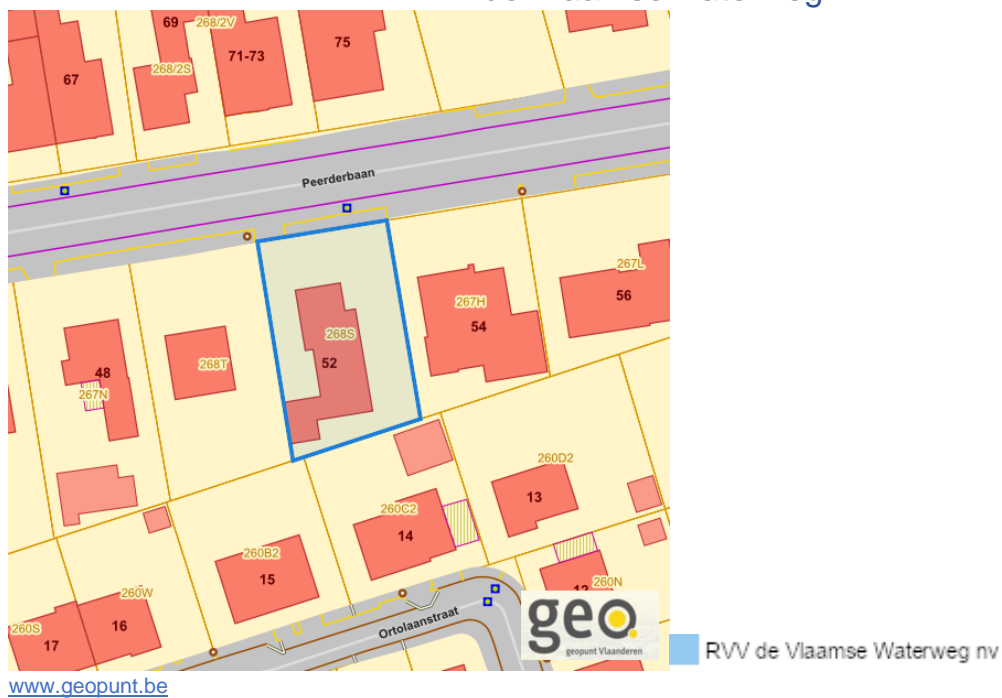 69
268/2V
71-73
75
67
268/2S
Peerderbaan
267L
56
267H
54
268S
52
268T
48
267N
260D2
13
260C2
14
260B2
15
260W
16
260S
17
260N
Ortolaanstraat
geo
geopunt Vlaanderen
RVV de Vlaamse Waterweg nv
www.geopunt.be